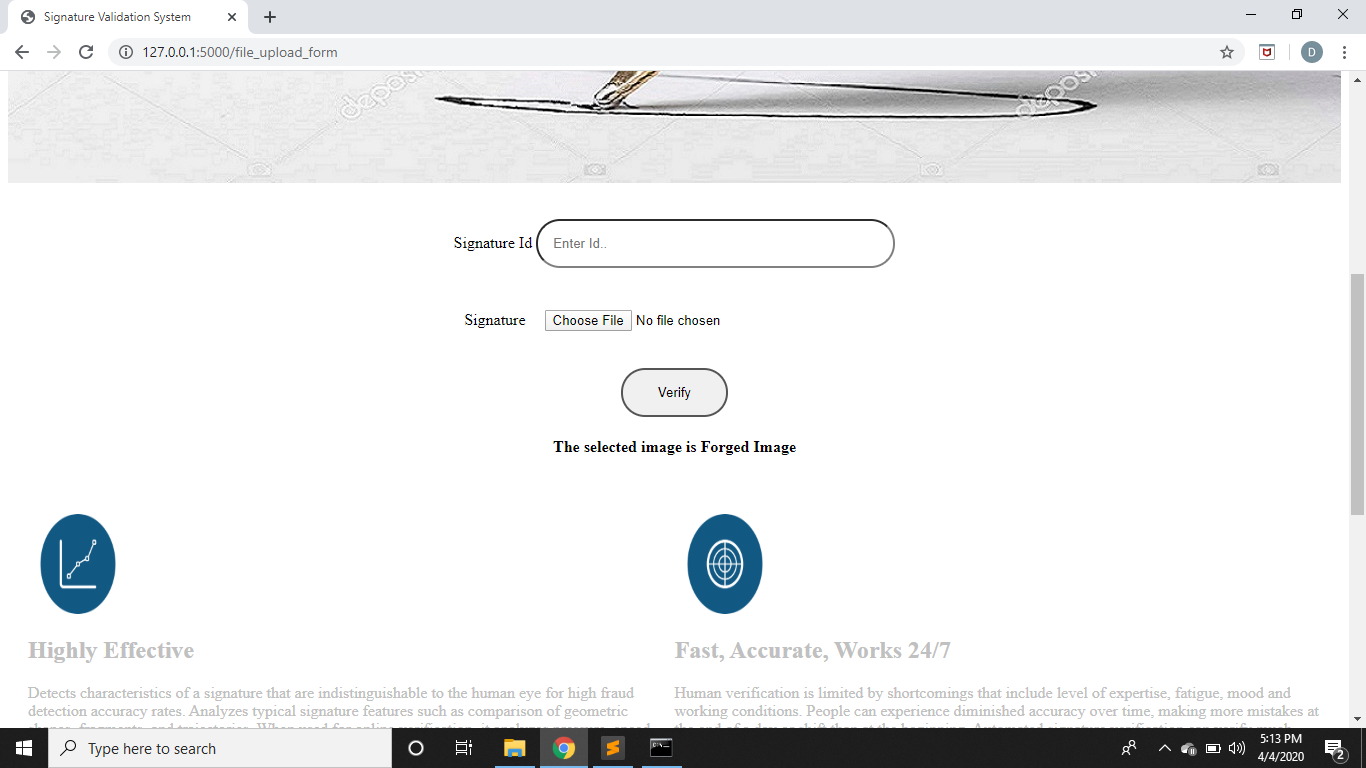 Signature Validation System
127.0.0.1:5000/file_upload_form
D
deposi
deposi
Signature Id
Enter Id..
Signature
Choose File No file chosen
Verify
The selected image is Forged Image
Highly Effective
Detects characteristics of a signature that are indistinguishable to the human eye for high fraud
detection accuracy rates. Analyzes typical signature features such as comparison of geometric
Fast, Accurate, Works 24/7
Human verification is limited by shortcomings that include level of expertise, fatigue, mood and
working conditions. People can experience diminished accuracy over time, making more mistakes at
Type here to search
5:13 PM
4/4/2020
2